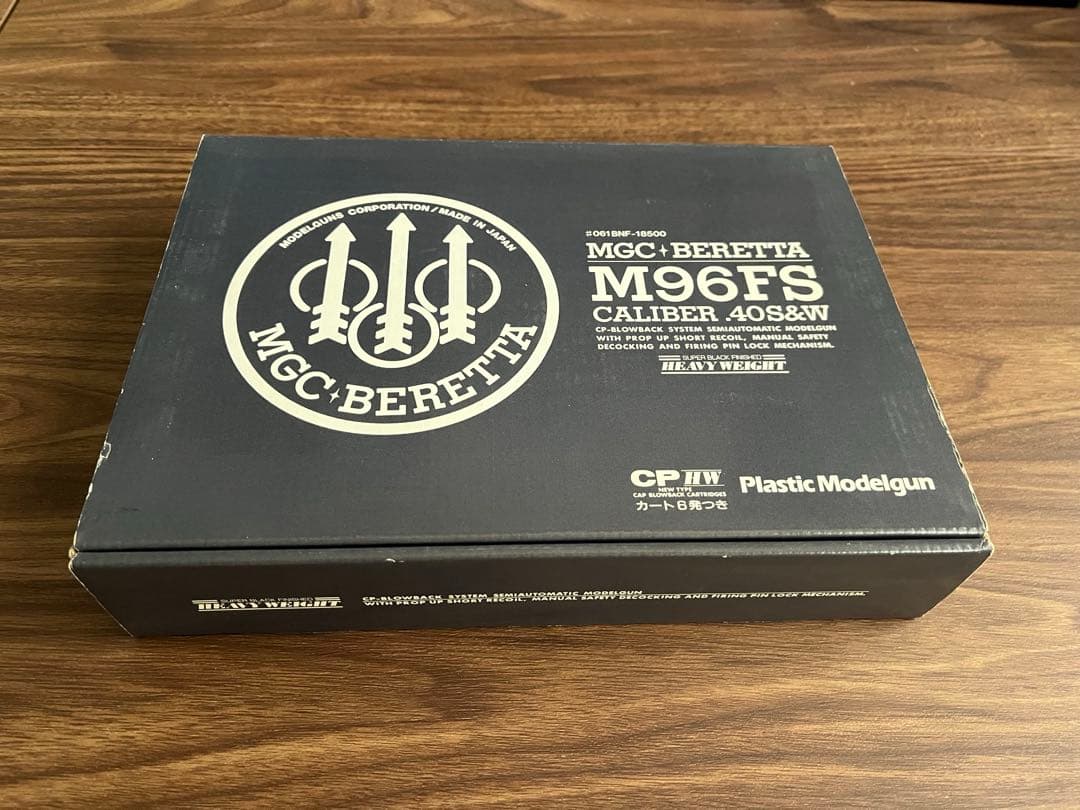 MODELGUNS CORPORATION/MADE IN JAPAN
MGC BERETTA
#061BNF-18500
MGC BERETTA
M96FS
CALIBER .40S&W
CP-BLOWBACK SYSTEM SEMIAUTOMATIC MODELGUN
WITH PROP UP SHORT RECOIL, MANUAL SAFETY
DECOCKING AND FIRING PIN LOCK MECHANISM.
SUPER BLACK FINISHED
HEAVY WEIGHT
CP HW
NEW TYPE
CAP BLOWBACK CARTRIDGES
カート6発つき
Plastic Modelgun
SUPER BLACK FINISHED
HEAVY WEIGHT
CP-BLOWBACK SYSTEM SEMIAUTOMATIC MODELGUN
WITH PROP UP SHORT RECOIL, MANUAL SAFETY DECOCKING AND FIRING PIN LOCK MECHANISM.